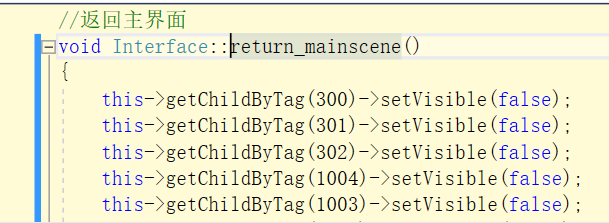 //返回主界面
void Interface::return_mainscene()
{
this->getChildByTag(300)->setVisible(false);
this->getChildByTag(301)->setVisible(false);
this->getChildByTag(302)->setVisible(false);
this->getChildByTag(1004)->setVisible(false);
this->getChildByTag(1003)->setVisible(false);